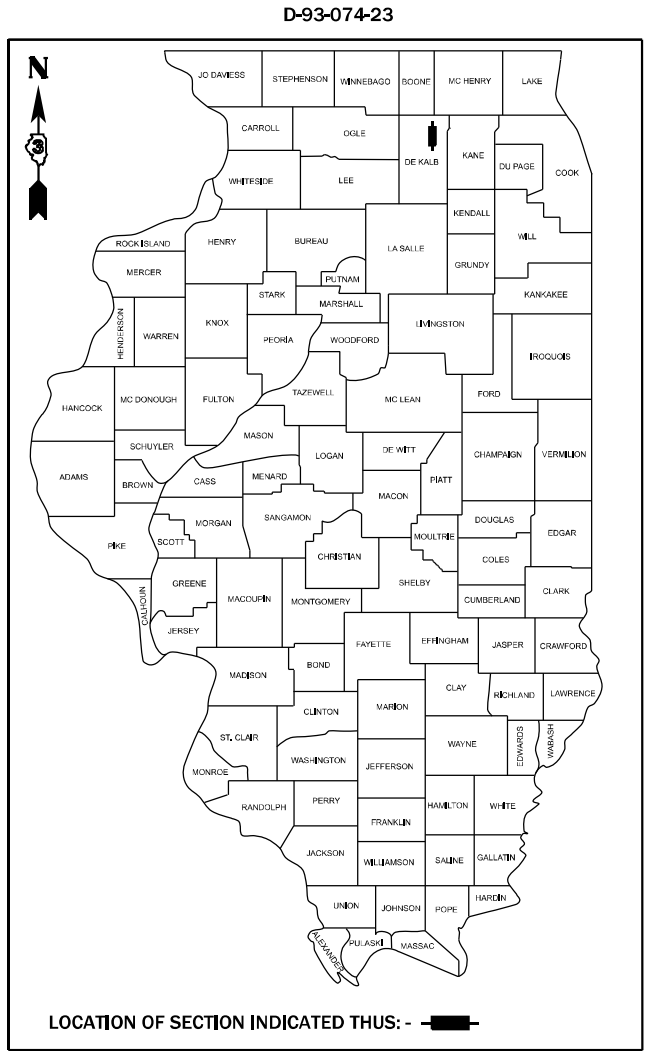 D-93-074-23
N
3
JO DAVIESS
STEPHENSON
WINNEBAGO
BOONE
MC HENRY
LAKE
CARROLL
OGLE
DE KALB
KANE
DU PAGE
COOK
WHITESIDE
LEE
KENDALL
WILL
ROCK ISLAND
HENRY
BUREAU
LA SALLE
GRUNDY
MERCER
PUTNAM
KANKAKEE
STARK
MARSHALL
HENDERSON
WARREN
KNOX
PEORIA
WOODFORD
LIVINGSTON
IROQUOIS
HANCOCK
MC DONOUGH
FULTON
TAZEWELL
MC LEAN
FORD
SCHUYLER
MASON
LOGAN
DE WITT
PIATT
CHAMPAIGN
VERMILION
ADAMS
BROWN
CASS
MENARD
MACON
PIKE
SCOTT
MORGAN
SANGAMON
CHRISTIAN
MOULTRIE
DOUGLAS
EDGAR
COLES
CALHOUN
GREENE
MACOUPIN
MONTGOMERY
SHELBY
CUMBERLAND
CLARK
JERSEY
FAYETTE
EFFINGHAM
JASPER
CRAWFORD
MADISON
BOND
CLAY
RICHLAND
LAWRENCE
CLINTON
MARION
ST. CLAIR
WAYNE
EDWARDS
WABASH
MONROE
WASHINGTON
JEFFERSON
RANDOLPH
PERRY
HAMILTON
WHITE
FRANKLIN
JACKSON
WILLIAMSON
SALINE
GALLATIN
UNION
JOHNSON
POPE
HARDIN
ALEXANDER
PULASKI
MASSAC
LOCATION OF SECTION INDICATED THUS: -